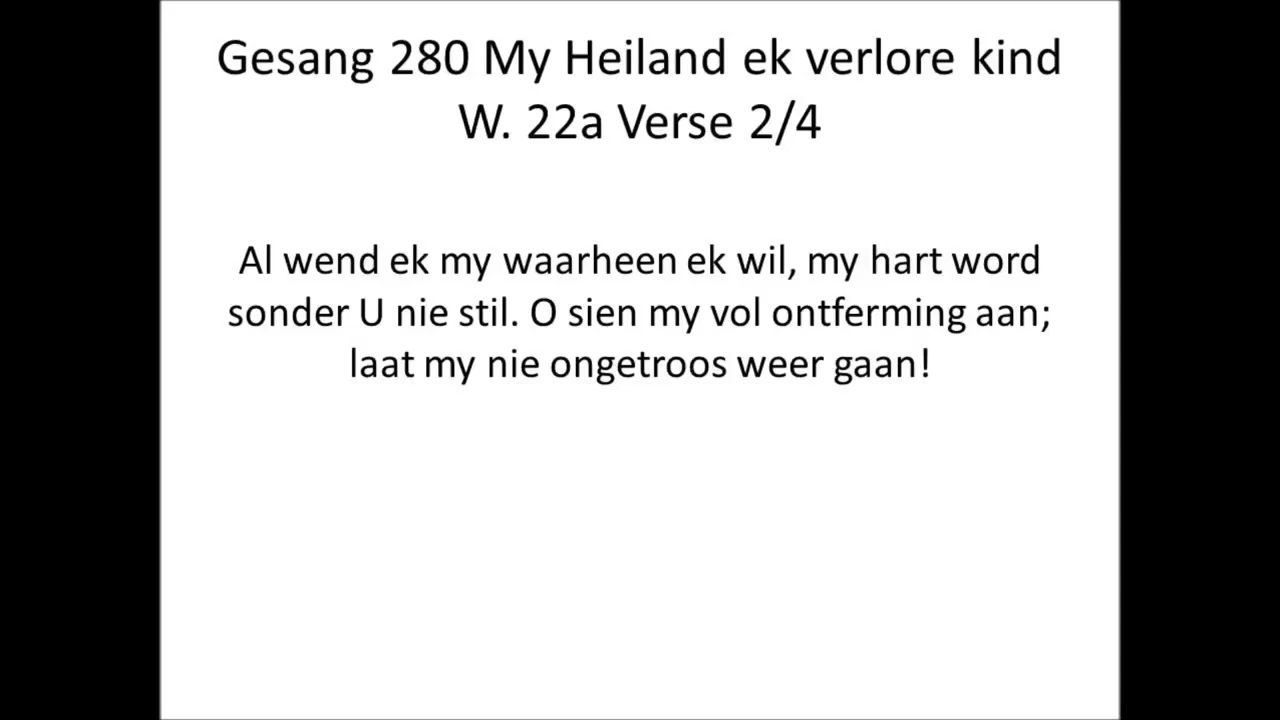 Gesang 280 My Heiland ek verlore kind
W. 22a Verse 2/4
Al wend ek my waarheen ek wil, my hart word
sonder U nie stil. O sien my vol ontferming aan;
laat my nie ongetroos weer gaan!